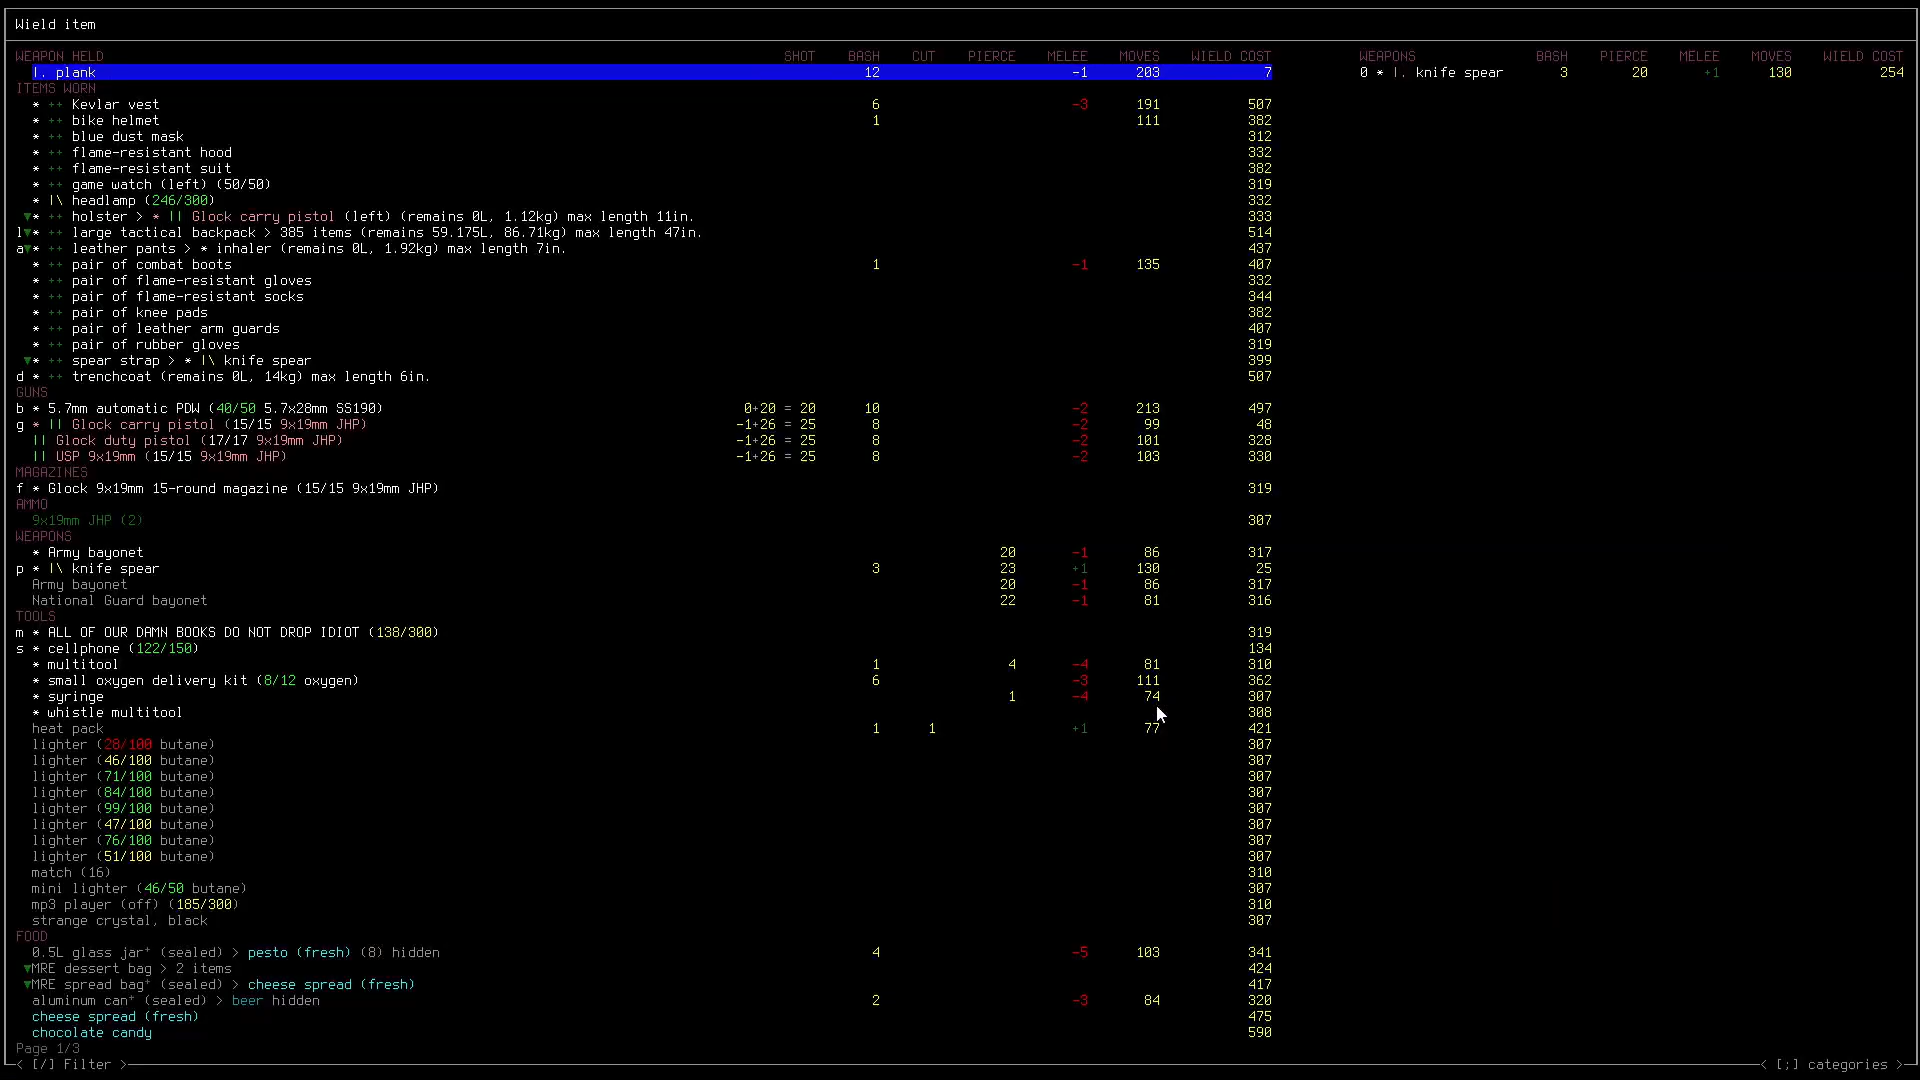 Wield item
WEAPON HELD SHOT BASH CUT PIERCE MELEE MOVES WIELD COST WEAPONS BASH PIERCE MELEE MOVES WIELD COST
|. plank 12 -1 203 7 0 * |. knife spear 3 20 +1 130 254
ITEMS WORN
* ++ Kevlar vest 6 -3 191 507
* ++ bike helmet 1 111 382
* ++ blue dust mask 312
* ++ flame-resistant hood 332
* ++ flame-resistant suit 382
* ++ game watch (left) (50/50) 319
* |\ headlamp (246/300) 332
▼* ++ holster > * || Glock carry pistol (left) (remains 0L, 1.12kg) max length 11in. 333
l▼* ++ large tactical backpack > 385 items (remains 59.175L, 86.71kg) max length 47in. 514
a▼* ++ leather pants > * inhaler (remains 0L, 1.92kg) max length 7in. 437
* ++ pair of combat boots 1 -1 135 407
* ++ pair of flame-resistant gloves 332
* ++ pair of flame-resistant socks 344
* ++ pair of knee pads 382
* ++ pair of leather arm guards 407
* ++ pair of rubber gloves 319
▼* ++ spear strap > * |\ knife spear 399
d * ++ trenchcoat (remains 0L, 14kg) max length 6in. 507
GUNS
b * 5.7mm automatic PDW (40/50 5.7x28mm SS190) 0+20 = 20 10 -2 213 497
g * || Glock carry pistol (15/15 9x19mm JHP) -1+26 = 25 8 -2 99 48
|| Glock duty pistol (17/17 9x19mm JHP) -1+26 = 25 8 -2 101 328
|| USP 9x19mm (15/15 9x19mm JHP) -1+26 = 25 8 -2 103 330
MAGAZINES
f * Glock 9x19mm 15-round magazine (15/15 9x19mm JHP) 319
AMMO
9x19mm JHP (2) 307
WEAPONS
* Army bayonet 20 -1 86 317
p * |\ knife spear 3 23 +1 130 25
Army bayonet 20 -1 86 317
National Guard bayonet 22 -1 81 316
TOOLS
m * ALL OF OUR DAMN BOOKS DO NOT DROP IDIOT (138/300) 319
s * cellphone (122/150) 134
* multitool 1 4 -4 81 310
* small oxygen delivery kit (8/12 oxygen) 6 -3 111 362
* syringe 1 -4 74 307
* whistle multitool 308
heat pack 1 1 +1 77 421
lighter (28/100 butane) 307
lighter (46/100 butane) 307
lighter (71/100 butane) 307
lighter (84/100 butane) 307
lighter (99/100 butane) 307
lighter (47/100 butane) 307
lighter (76/100 butane) 307
lighter (51/100 butane) 307
match (16) 310
mini lighter (46/50 butane) 307
mp3 player (off) (185/300) 310
strange crystal, black 307
FOOD
0.5L glass jar⁺ (sealed) > pesto (fresh) (8) hidden 4 -5 103 341
▼MRE dessert bag > 2 items 424
▼MRE spread bag⁺ (sealed) > cheese spread (fresh) 417
aluminum can⁺ (sealed) > beer hidden 2 -3 84 320
cheese spread (fresh) 475
chocolate candy 590
Page 1/3
< [/] Filter > < [;] categories >